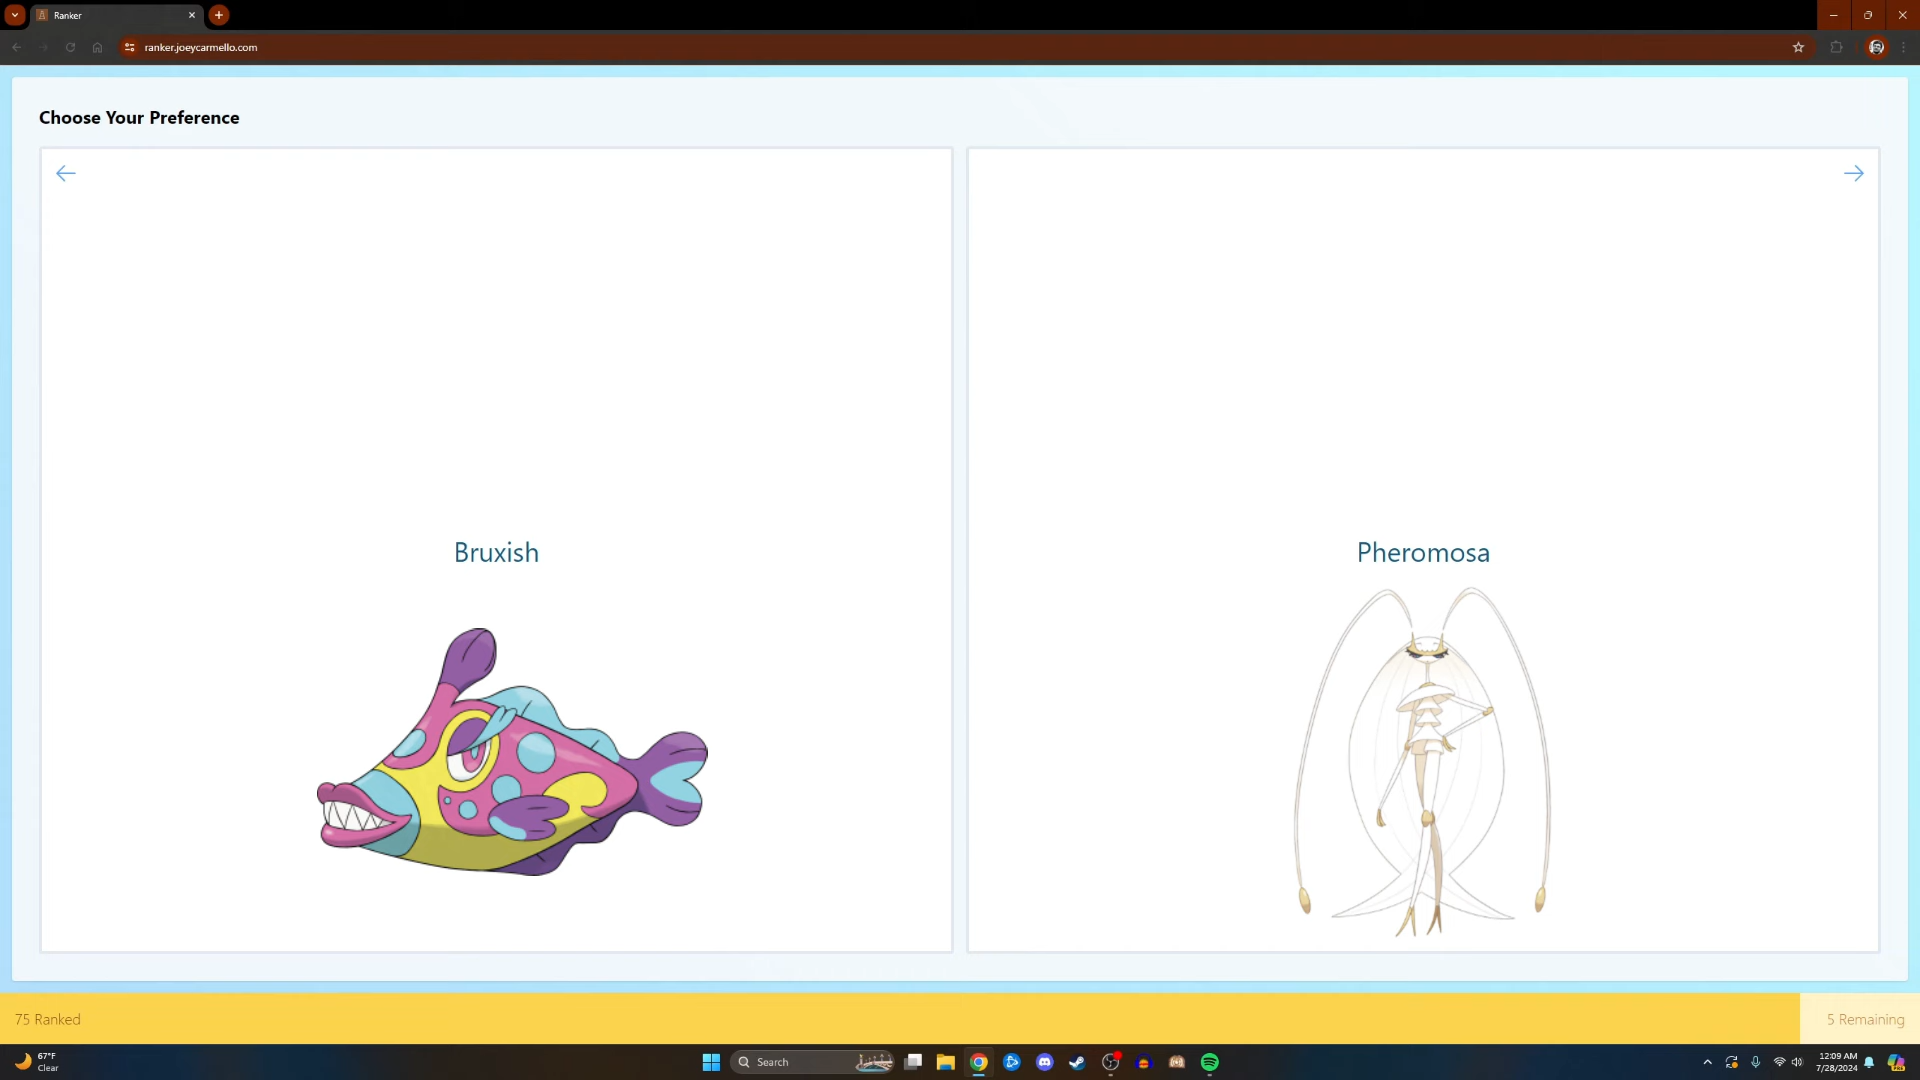 Ranker
ranker.joeycarmello.com
Choose Your Preference
Bruxish
Pheromosa
75 Ranked
5 Remaining
67°F
Clear
Search
12:09 AM
7/28/2024